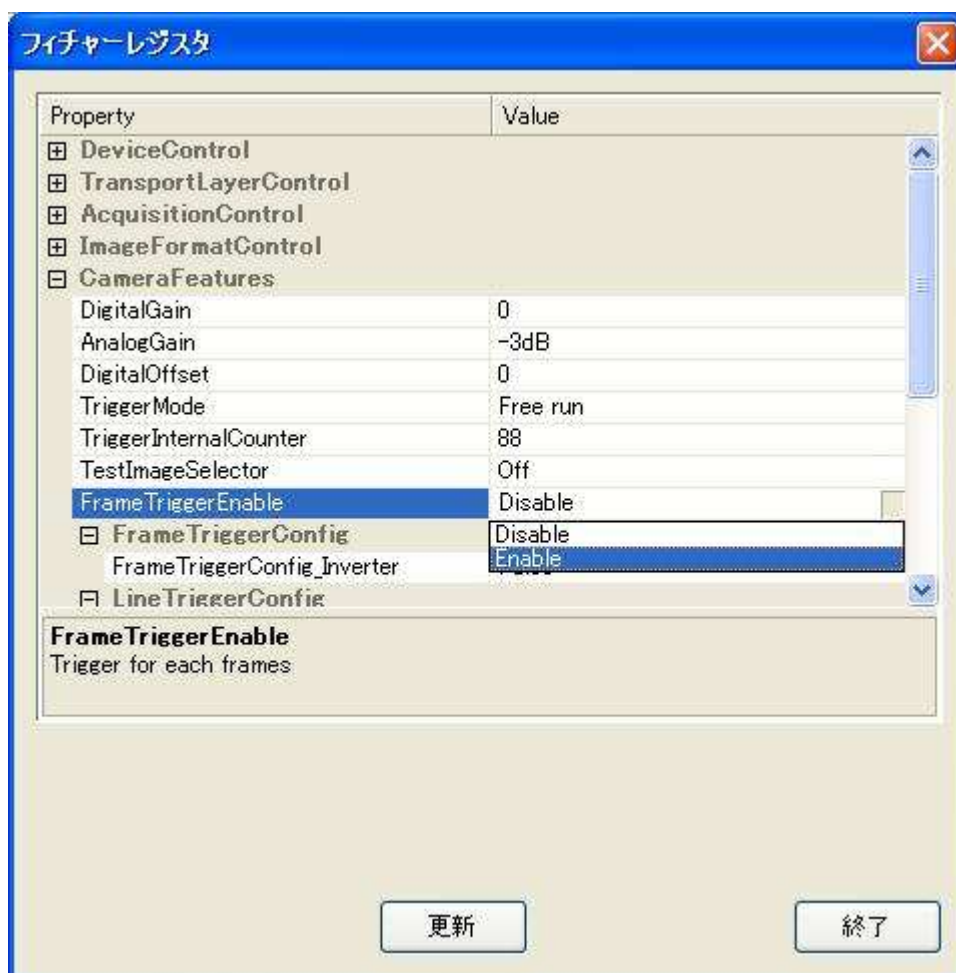 フィチャーレジスタ
Property Value
DeviceControl
TransportLayerControl
AcquisitionControl
ImageFormatControl
CameraFeatures
DigitalGain 0
AnalogGain -3dB
DigitalOffset 0
TriggerMode Free run
TriggerInternalCounter 88
TestImageSelector Off
FrameTriggerEnable Disable
FrameTriggerConfig Disable
Enable
FrameTriggerConfig_Inverter
LineTriggerConfig
FrameTriggerEnable
Trigger for each frames
更新 終了